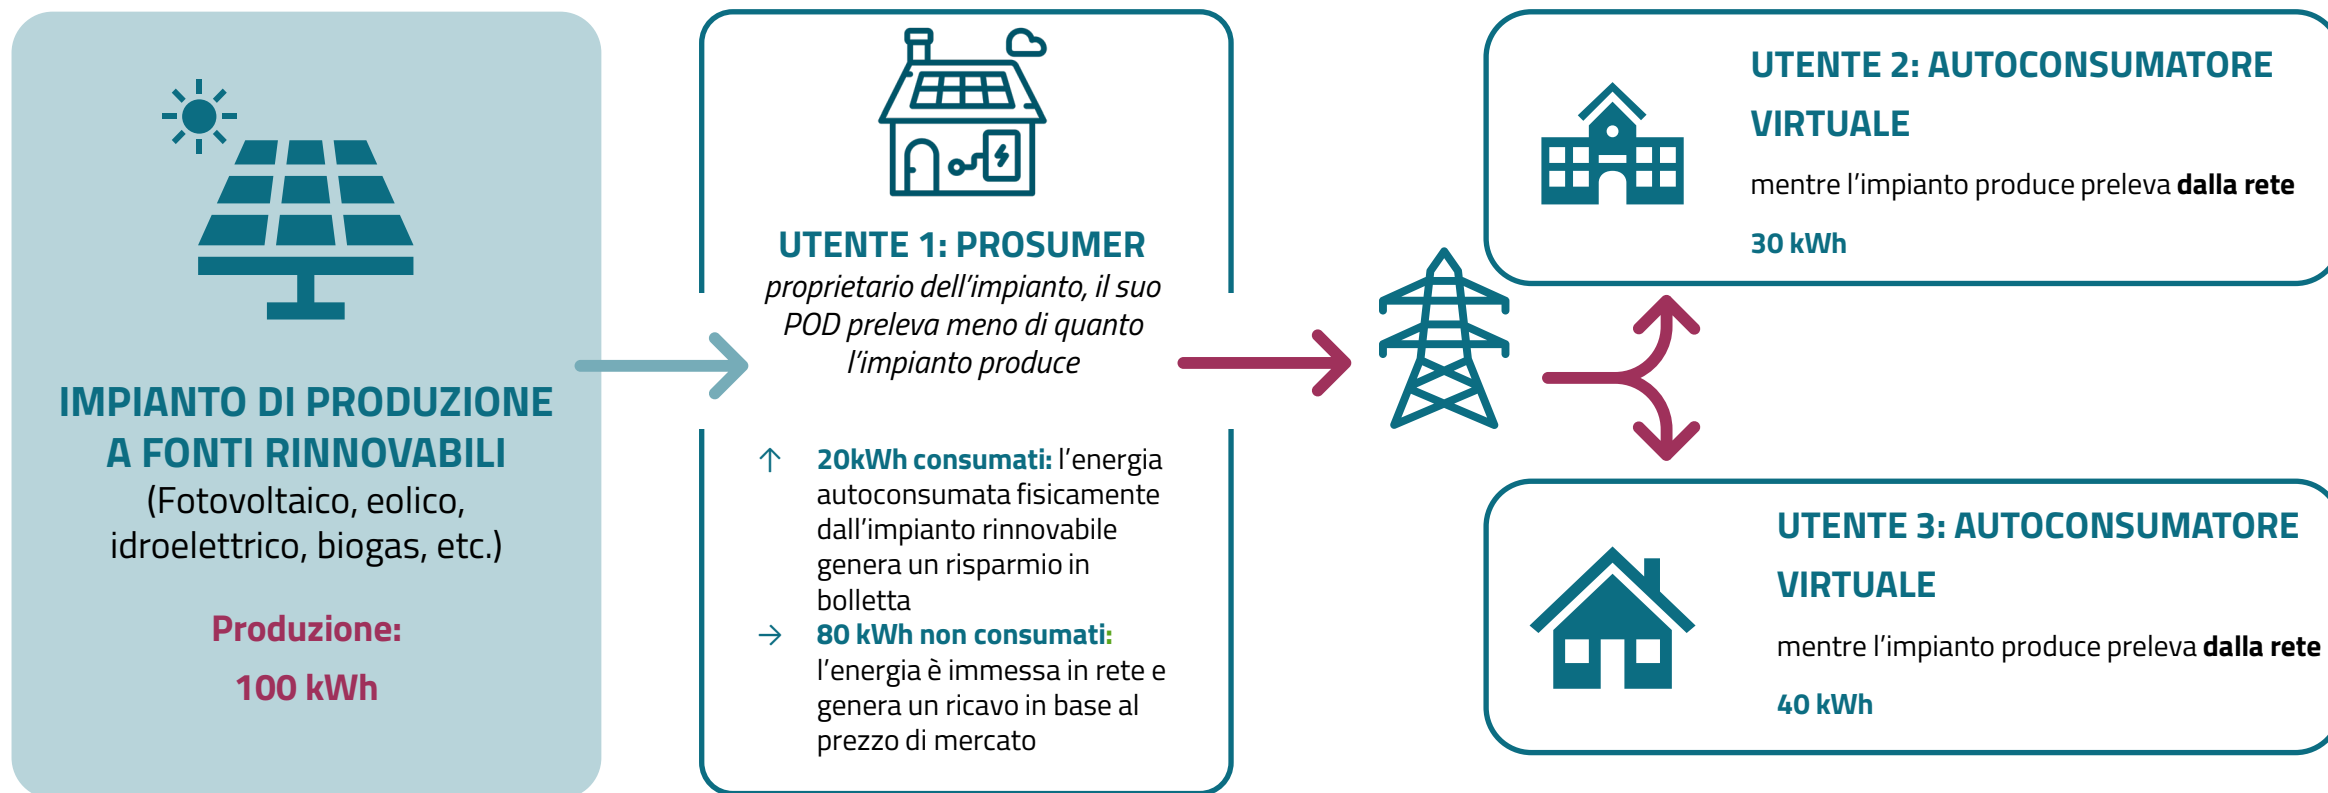 IMPIANTO DI PRODUZIONE
A FONTI RINNOVABILI
(Fotovoltaico, eolico,
idroelettrico, biogas, etc.)
Produzione:
100 kWh
UTENTE 1: PROSUMER
proprietario dell’impianto, il suo
POD preleva meno di quanto
l’impianto produce
↑ 20kWh consumati: l’energia
autoconsumata fisicamente
dall’impianto rinnovabile
genera un risparmio in
bolletta
→ 80 kWh non consumati:
l’energia è immessa in rete e
genera un ricavo in base al
prezzo di mercato
UTENTE 2: AUTOCONSUMATORE
VIRTUALE
mentre l’impianto produce preleva dalla rete
30 kWh
UTENTE 3: AUTOCONSUMATORE
VIRTUALE
mentre l’impianto produce preleva dalla rete
40 kWh